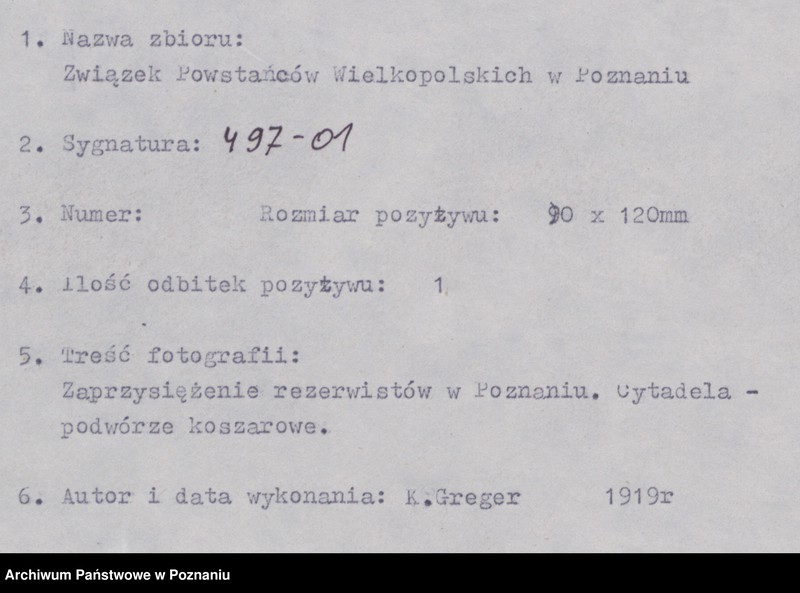 1. Nazwa zbioru:
Związek Powstańców Wielkopolskich w Poznaniu
2. Sygnatura: 497-01
3. Numer: Rozmiar pozyżywu: 90 x 120mm
4. Ilość odbitek pozyżywu: 1
5. Treść fotografii:
Zaprzysiężenie rezerwistów w Poznaniu. Cytadela -
podwórze koszarowe.
6. Autor i data wykonania: K.Greger 1919r
Archiwum Państwowe w Poznaniu